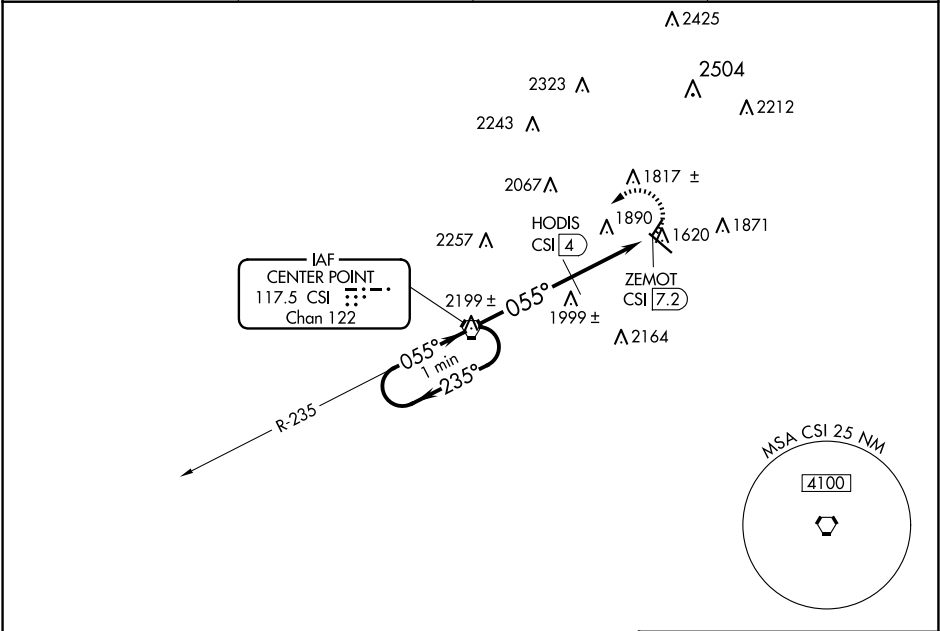 2425
2323
2504
2212
2243
2067
1817 ±
HODIS
CSI 4
1890
1620
1871
2257
IAF
CENTER POINT
117.5 CSI
Chan 122
2199 ±
055°
1999 ±
ZEMOT
CSI 7.2
2164
055°
1 min
235°
R-235
MSA CSI 25 NM
4100